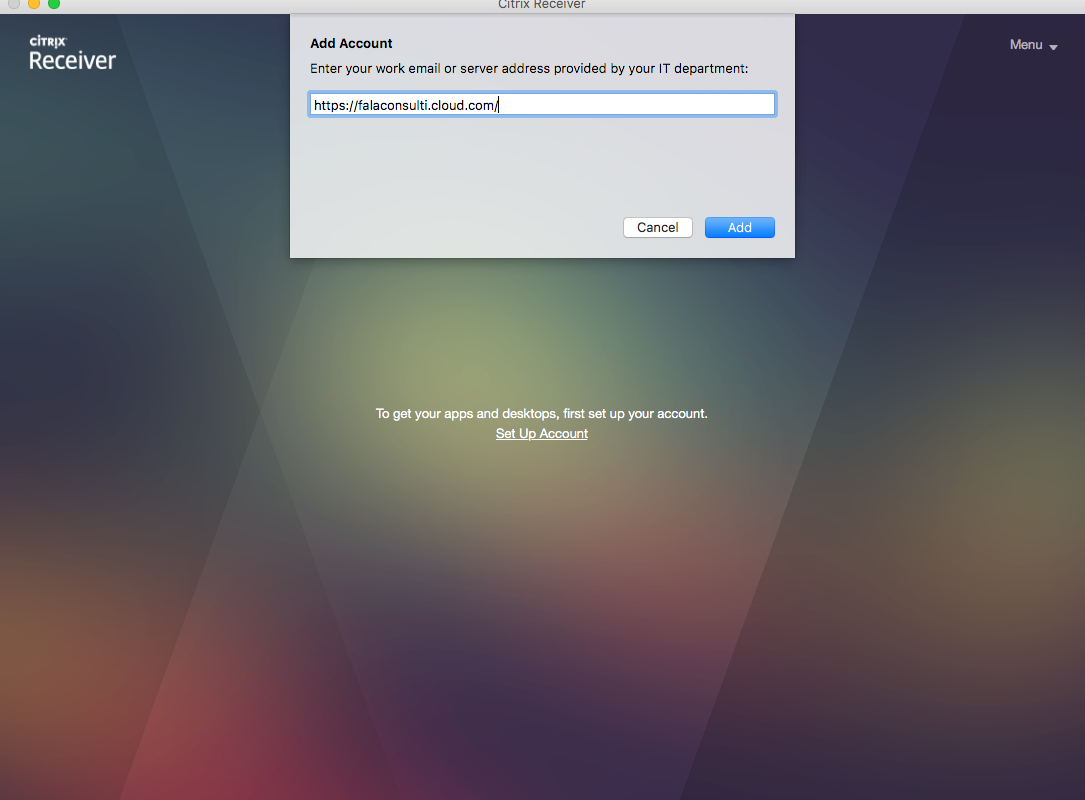 Citrix Receiver
CITRIX
Receiver
Menu
Add Account
Enter your work email or server address provided by your IT department:
https://falaconsulti.cloud.com/
Cancel
Add
To get your apps and desktops, first set up your account.
Set Up Account